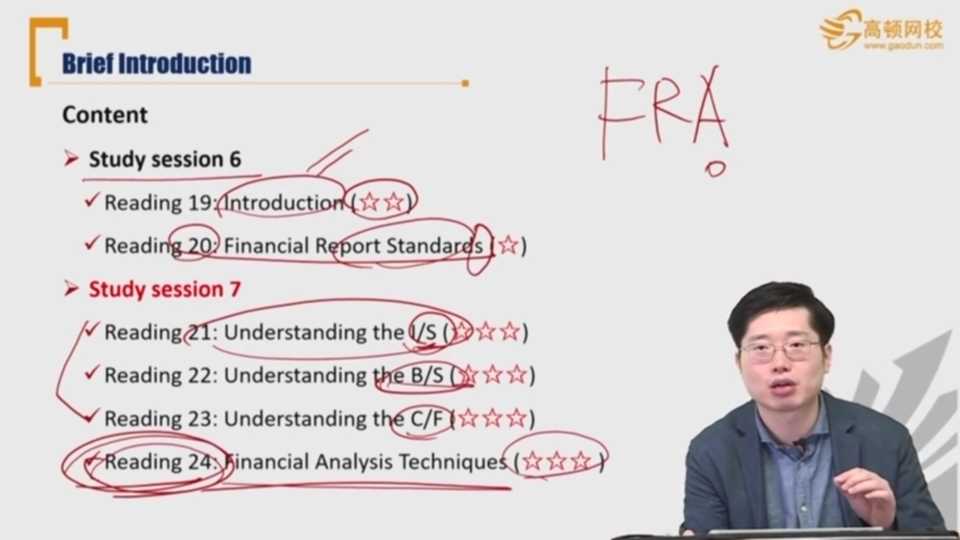 Brief Introduction
高顿网校
www.gaodun.com
FRA
Content
Study session 6
Reading 19: Introduction (☆☆)
Reading 20: Financial Report Standards (☆)
Study session 7
Reading 21: Understanding the I/S (☆☆☆)
Reading 22: Understanding the B/S (☆☆☆)
Reading 23: Understanding the C/F (☆☆☆)
Reading 24: Financial Analysis Techniques (☆☆☆)